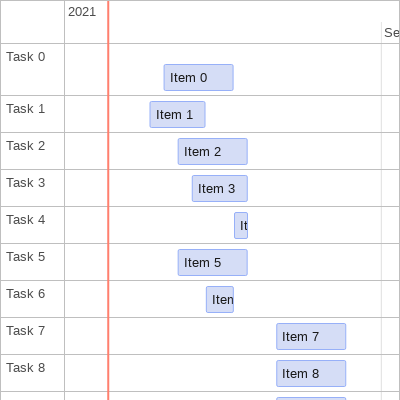 2021
Se
Task 0
Item 0
Task 1
Item 1
Task 2
Item 2
Task 3
Item 3
Task 4
It
Task 5
Item 5
Task 6
Iten
Task 7
Item 7
Task 8
Item 8